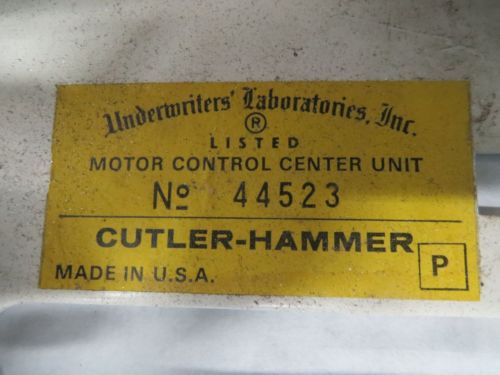 Underwriters' Laboratories, Inc.
®
LISTED
MOTOR CONTROL CENTER UNIT
Nº 44523
CUTLER-HAMMER
P
MADE IN U.S.A.